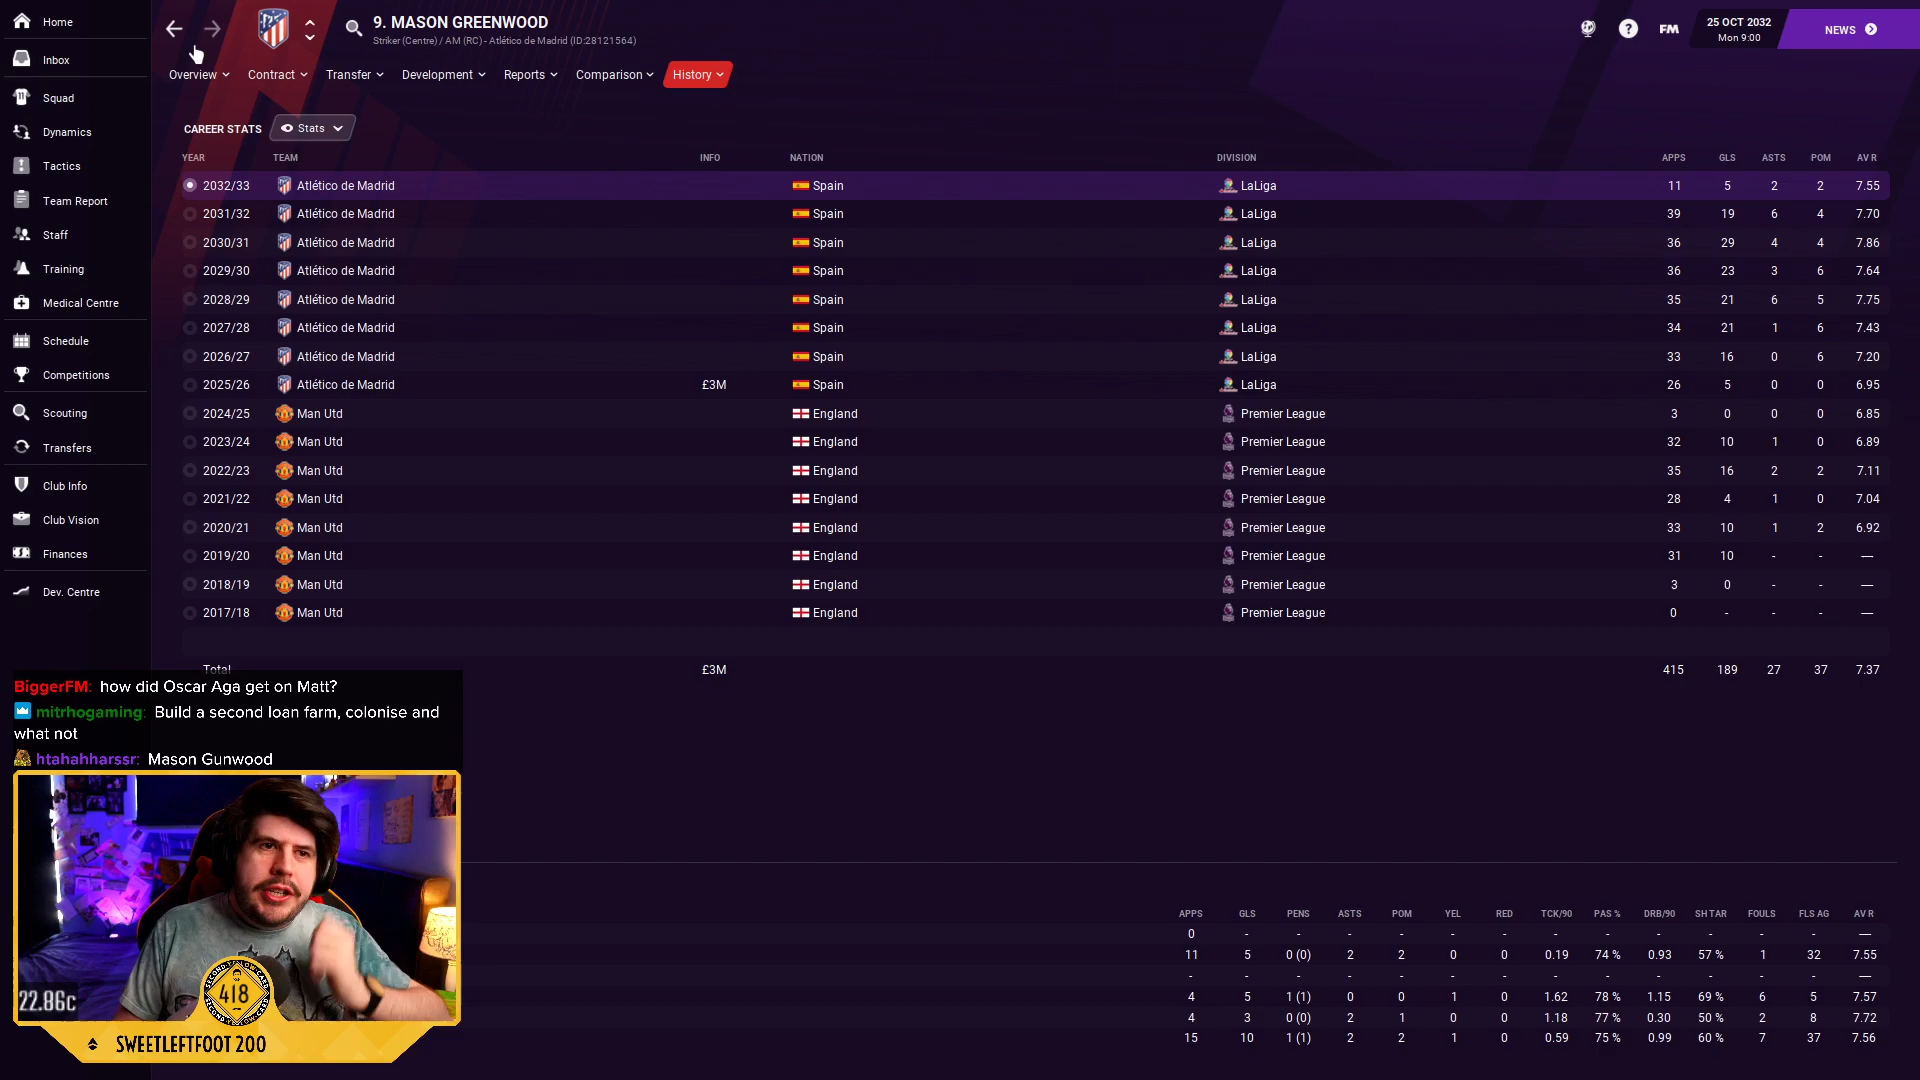 Home
Inbox
Squad
Dynamics
Tactics
Team Report
Staff
Training
Medical Centre
Schedule
Competitions
Scouting
Transfers
Club Info
Club Vision
Finances
Dev. Centre
9. MASON GREENWOOD
Striker (Centre) / AM (RC) - Atlético de Madrid (ID:28121564)
FM
25 OCT 2032
Mon 9:00
NEWS
Overview Contract Transfer Development Reports Comparison History
CAREER STATS Stats
YEAR TEAM INFO NATION DIVISION APPS GLS ASTS POM AV R
2032/33 Atlético de Madrid Spain LaLiga 11 5 2 2 7.55
2031/32 Atlético de Madrid Spain LaLiga 39 19 6 4 7.70
2030/31 Atlético de Madrid Spain LaLiga 36 29 4 4 7.86
2029/30 Atlético de Madrid Spain LaLiga 36 23 3 6 7.64
2028/29 Atlético de Madrid Spain LaLiga 35 21 6 5 7.75
2027/28 Atlético de Madrid Spain LaLiga 34 21 1 6 7.43
2026/27 Atlético de Madrid Spain LaLiga 33 16 0 6 7.20
2025/26 Atlético de Madrid £3M Spain LaLiga 26 5 0 0 6.95
2024/25 Man Utd England Premier League 3 0 0 0 6.85
2023/24 Man Utd England Premier League 32 10 1 0 6.89
2022/23 Man Utd England Premier League 35 16 2 2 7.11
2021/22 Man Utd England Premier League 28 4 1 0 7.04
2020/21 Man Utd England Premier League 33 10 1 2 6.92
2019/20 Man Utd England Premier League 31 10 - - —
2018/19 Man Utd England Premier League 3 0 - - —
2017/18 Man Utd England Premier League 0 - - - —
Total £3M 415 189 27 37 7.37
BiggerFM: how did Oscar Aga get on Matt?
mitrhogaming: Build a second loan farm, colonise and
what not
htahahharssr: Mason Gunwood
APPS GLS PENS ASTS POM YEL RED TCK/90 PAS % DRB/90 SH TAR FOULS FLS AG AV R
0 - - - - - - - - - - - - —
11 5 0 (0) 2 2 0 0 0.19 74 % 0.93 57 % 1 32 7.55
- - - - - - - - - - - - - —
4 5 1 (1) 0 0 1 0 1.62 78 % 1.15 69 % 6 5 7.57
4 3 0 (0) 2 1 0 0 1.18 77 % 0.30 50 % 2 8 7.72
15 10 1 (1) 2 2 1 0 0.59 75 % 0.99 60 % 7 37 7.56
22.86c
SECOND YELLOW CARD
418
SECOND YELLOW CARD
SWEETLEFTFOOT 200